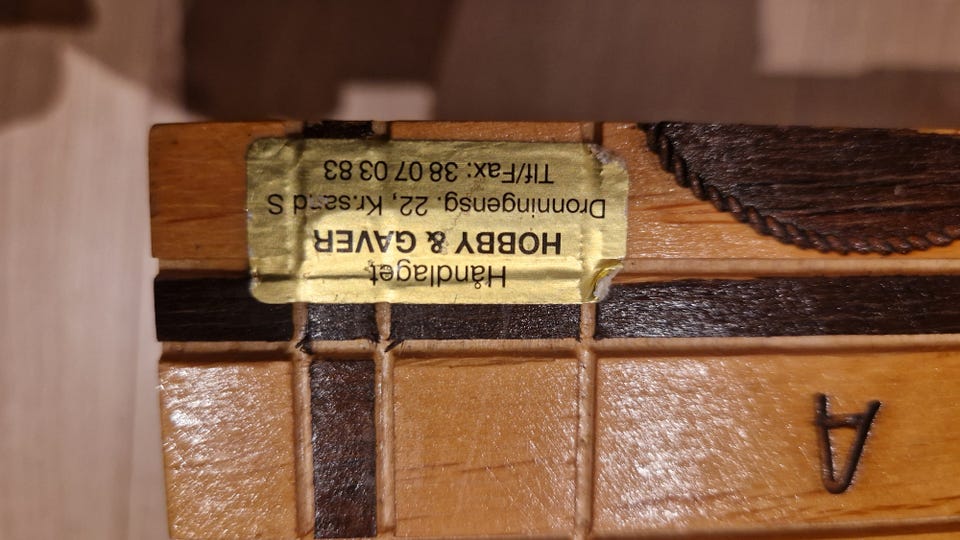 Håndlaget
HOBBY & GAVER
Dronningensg. 22, Kr.sand S
Tlf/Fax: 38 07 03 83
A